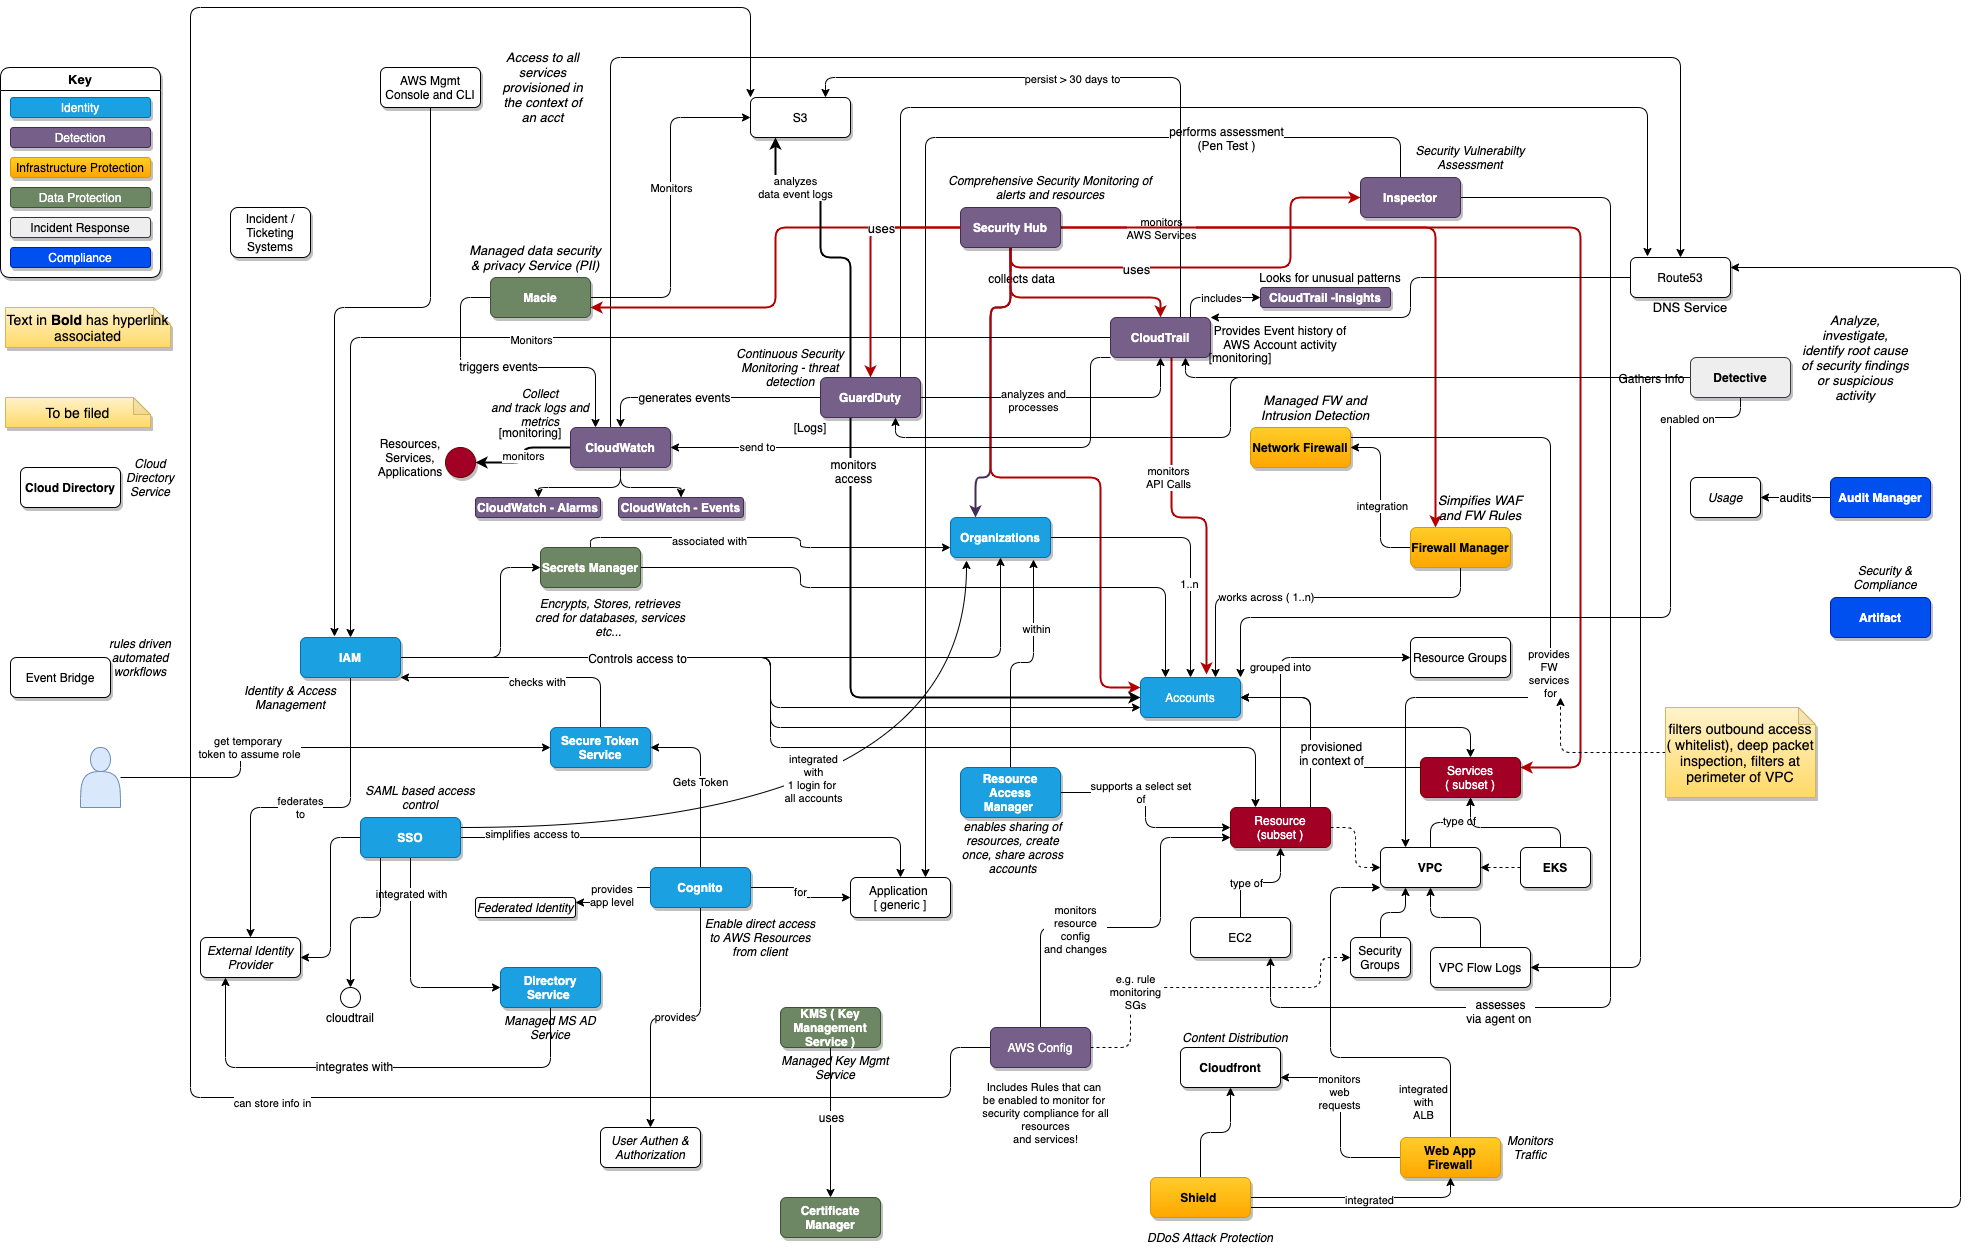 Key
Identity
Detection
Infrastructure Protection
Data Protection
Incident Response
Compliance
Text in Bold has hyperlink
associated
To be filed
Cloud Directory
Cloud
Directory
Service
Event Bridge
rules driven
automated
workflows
AWS Mgmt
Console and CLI
Access to all
services
provisioned in
the context of
an acct
Incident /
Ticketing
Systems
S3
persist > 30 days to
performs assessment
(Pen Test )
Security Vulnerabilty
Assessment
Inspector
analyzes
data event logs
Monitors
Comprehensive Security Monitoring of
alerts and resources
Security Hub
monitors
AWS Services
uses
uses
collects data
Managed data security
& privacy Service (PII)
Macie
Looks for unusual patterns
CloudTrail -Insights
includes
CloudTrail
Provides Event history of
AWS Account activity
[monitoring]
Route53
DNS Service
Monitors
triggers events
Continuous Security
Monitoring - threat
detection
GuardDuty
[Logs]
generates events
analyzes and
processes
Collect
and track logs and
metrics
[monitoring]
CloudWatch
send to
monitors
Resources,
Services,
Applications
CloudWatch - Alarms
CloudWatch - Events
monitors
access
monitors
API Calls
Gathers Info
Detective
Analyze,
investigate,
identify root cause
of security findings
or suspicious
activity
enabled on
Managed FW and
Intrusion Detection
Network Firewall
integration
Simpifies WAF
and FW Rules
Firewall Manager
works across ( 1..n)
Usage
audits
Audit Manager
Security &
Compliance
Artifact
Organizations
1..n
associated with
Secrets Manager
Encrypts, Stores, retrieves
cred for databases, services
etc...
within
IAM
Identity & Access
Management
Controls access to
checks with
Accounts
grouped into
Resource Groups
provides
FW
services
for
filters outbound access
( whitelist), deep packet
inspection, filters at
perimeter of VPC
get temporary
token to assume role
Secure Token
Service
Gets Token
integrated
with
1 login for
all accounts
provisioned
in context of
Services
( subset )
Resource
Access
Manager
enables sharing of
resources, create
once, share across
accounts
supports a select set
of
Resource
(subset )
type of
VPC
EKS
federates
to
SAML based access
control
SSO
simplifies access to
integrated with
Cognito
provides
app level
Federated Identity
for
Application
[ generic ]
Enable direct access
to AWS Resources
from client
type of
EC2
monitors
resource
config
and changes
Security
Groups
VPC Flow Logs
External Identity
Provider
cloudtrail
Directory
Service
Managed MS AD
Service
integrates with
e.g. rule
monitoring
SGs
assesses
via agent on
provides
KMS ( Key
Management
Service )
Managed Key Mgmt
Service
AWS Config
Includes Rules that can
be enabled to monitor for
security compliance for all
resources
and services!
Content Distribution
Cloudfront
monitors
web
requests
integrated
with
ALB
can store info in
uses
User Authen &
Authorization
Web App
Firewall
Monitors
Traffic
Certificate
Manager
Shield
integrated
DDoS Attack Protection